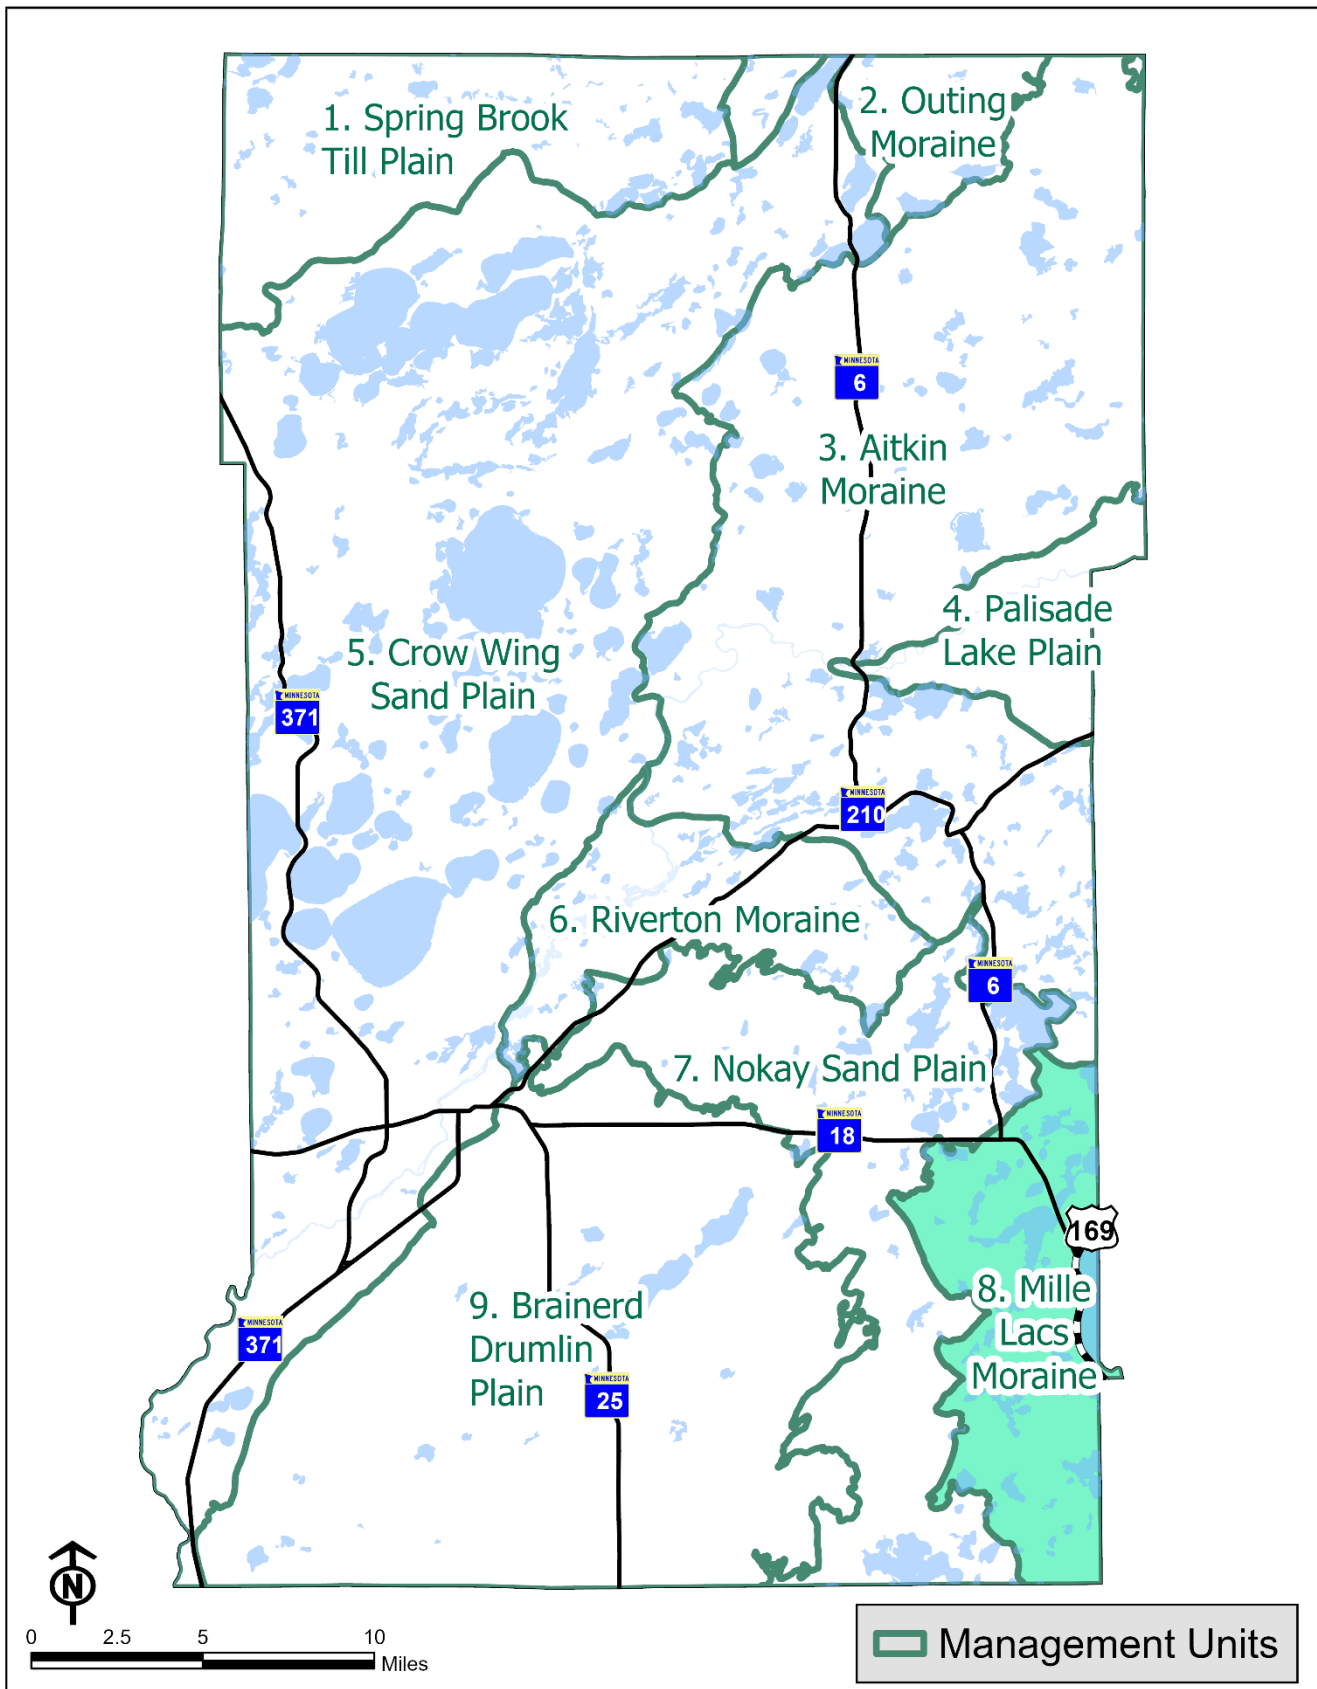 1. Spring Brook
Till Plain
2. Outing
Moraine
MINNESOTA
6
3. Aitkin
Moraine
4. Palisade
Lake Plain
5. Crow Wing
Sand Plain
MINNESOTA
371
MINNESOTA
210
6. Riverton Moraine
MINNESOTA
6
7. Nokay Sand Plain
MINNESOTA
18
169
8. Mille
Lacs
Moraine
9. Brainerd
Drumlin
Plain
MINNESOTA
371
MINNESOTA
25
N
0 2.5 5 10
Miles
Management Units